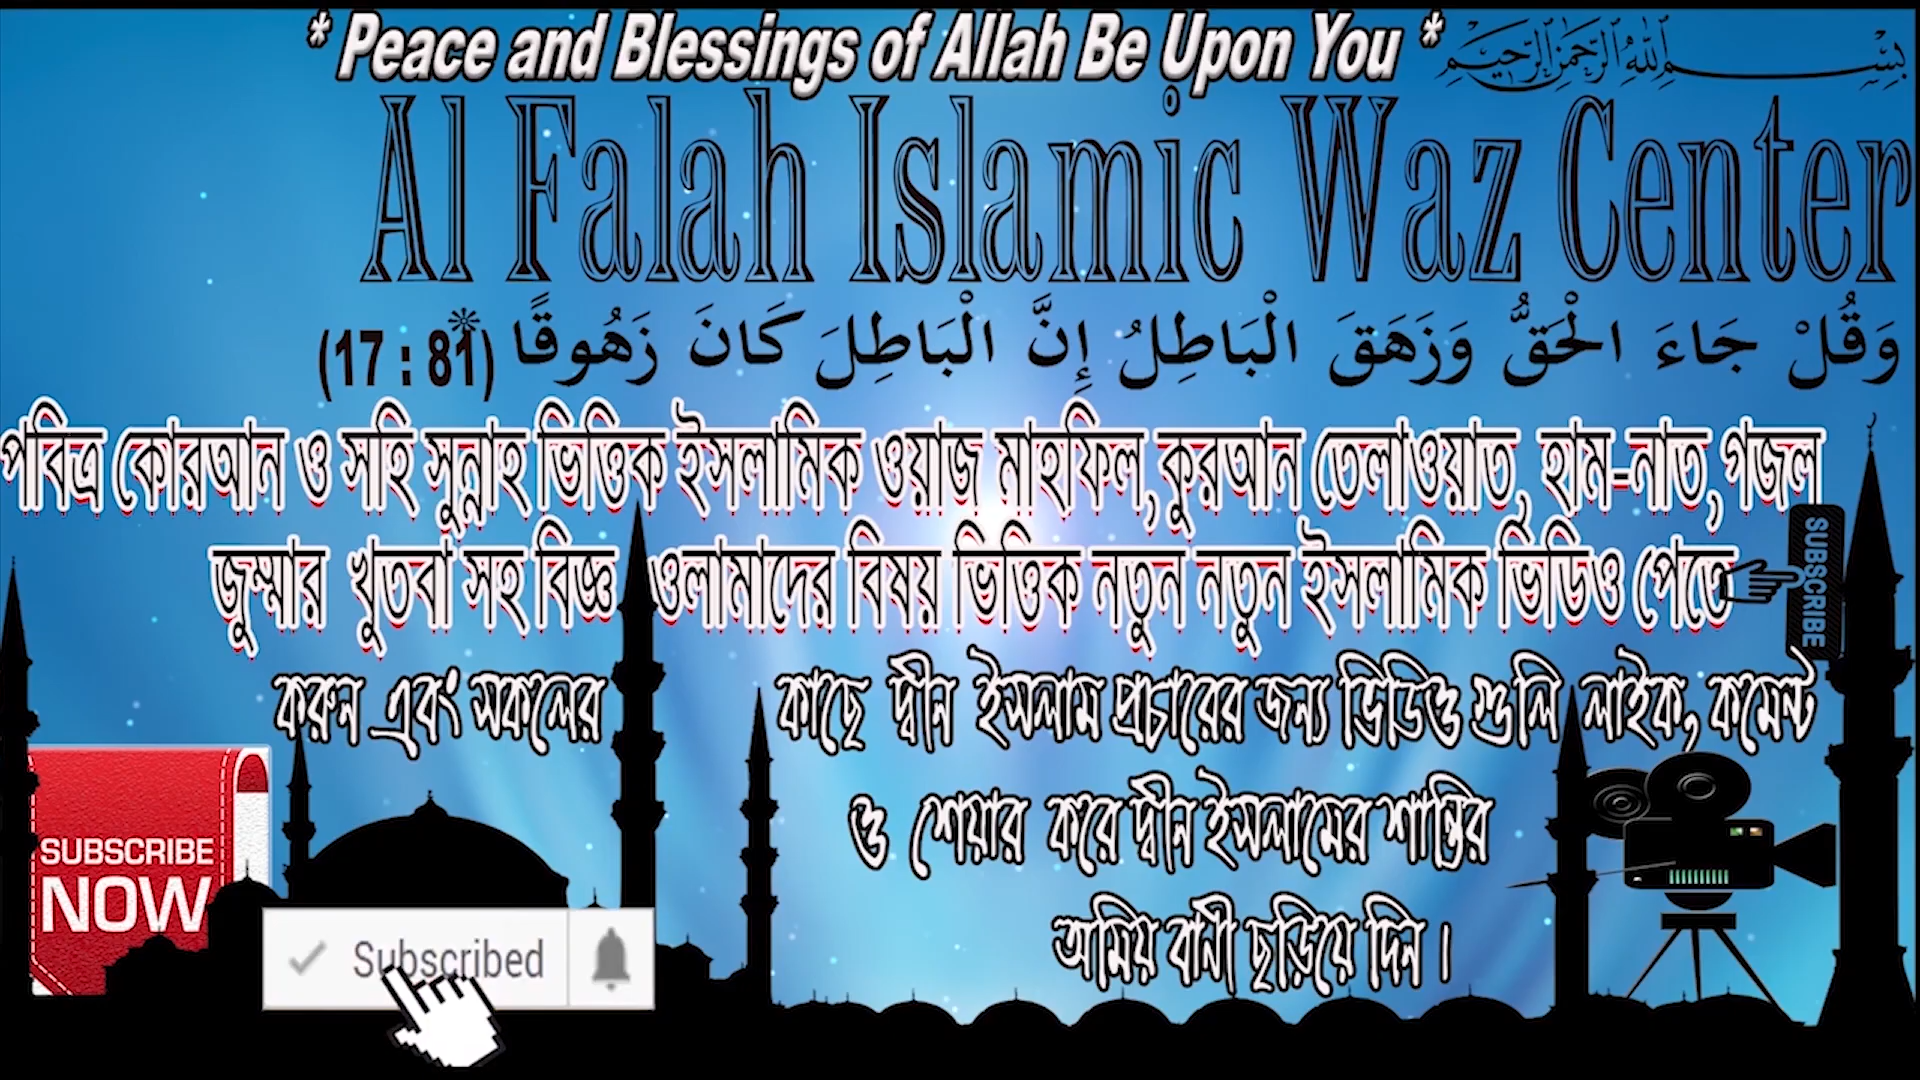 * Peace and Blessings of Allah Be Upon You *
بِسْمِ اللهِ الرَّحْمٰنِ الرَّحِيْمِ
Al Falah Islamic Waz Center
وَقُلْ جَاءَ الْحَقُّ وَزَهَقَ الْبَاطِلُ إِنَّ الْبَاطِلَ كَانَ زَهُوقًا (17 : 81)
পবিত্র কোরআন ও সহি সুন্নাহ ভিত্তিক ইসলামিক ওয়াজ মাহফিল, কুরআন তেলাওয়াত, হাম-নাত, গজল
জুম্মার খুতবা সহ বিজ্ঞ ওলামাদের বিষয় ভিত্তিক নতুন নতুন ইসলামিক ভিডিও পেতে
SUBSCRIBE
করুন এবং সকলের কাছে দ্বীন ইসলাম প্রচারের জন্য ভিডিও গুলি লাইক, কমেন্ট
ও শেয়ার করে দ্বীন ইসলামের শান্তির
অমিয় বানী ছড়িয়ে দিন ।
SUBSCRIBE
NOW
Subscribed